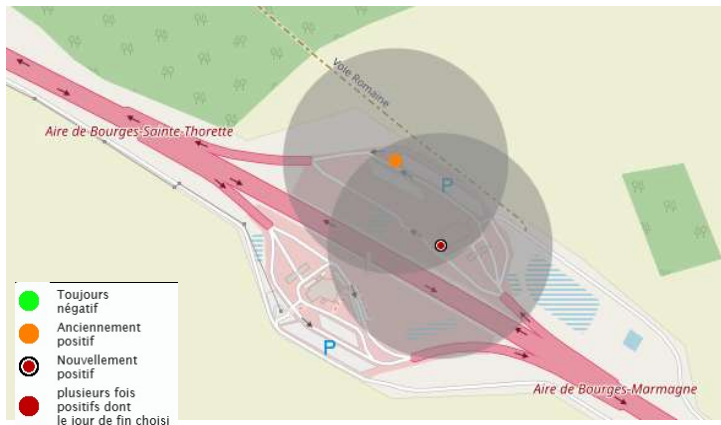 Voie Romaine
Aire de Bourges-Sainte-Thorette
P
P
Aire de Bourges-Marmagne
Toujours
négatif
Anciennement
positif
Nouvellement
positif
plusieurs fois
positifs dont
le jour de fin choisi